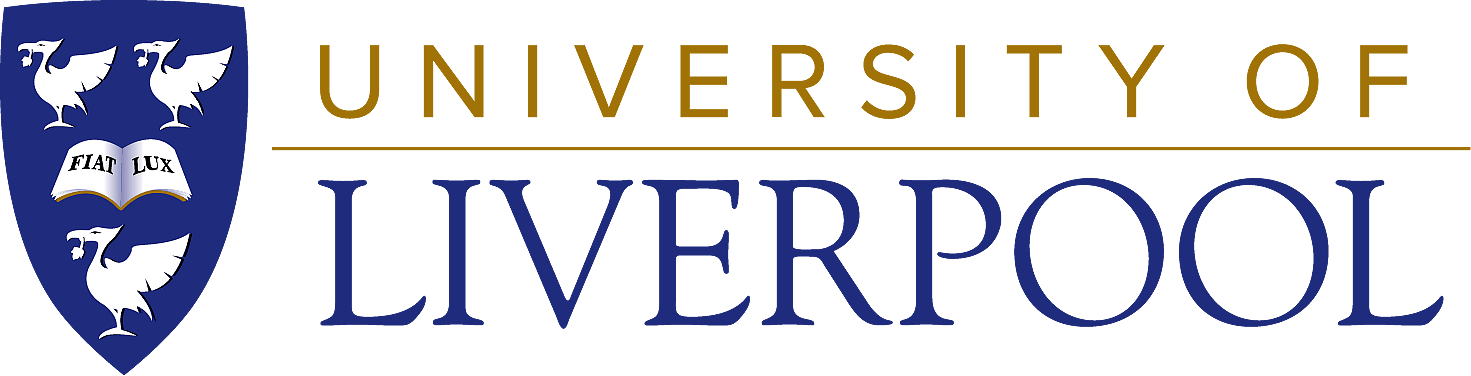 FIAT LUX
UNIVERSITY OF
LIVERPOOL